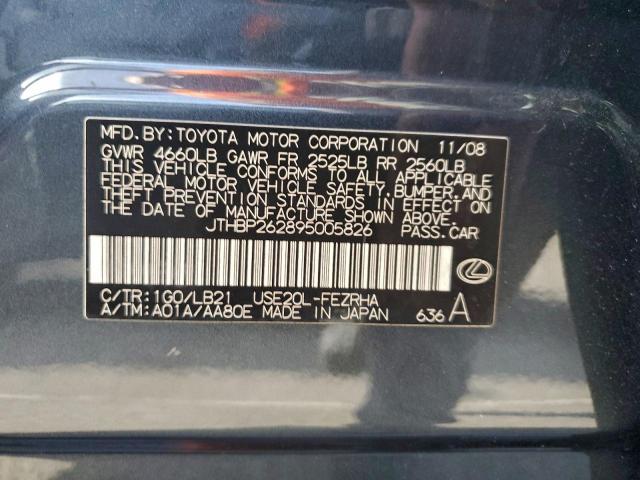 MFD. BY: TOYOTA MOTOR CORPORATION 11/08
GVWR 4660LB GAWR FR 2525LB RR 2560LB
THIS VEHICLE CONFORMS TO ALL APPLICABLE
FEDERAL MOTOR VEHICLE SAFETY, BUMPER, AND
THEFT PREVENTION STANDARDS IN EFFECT ON
THE DATE OF MANUFACTURE SHOWN ABOVE.
JTHBP262895005826 PASS. CAR
C/TR: 1G0/LB21 USE20L-FEZRHA
A/TM: A01A/AA80E MADE IN JAPAN 636 A